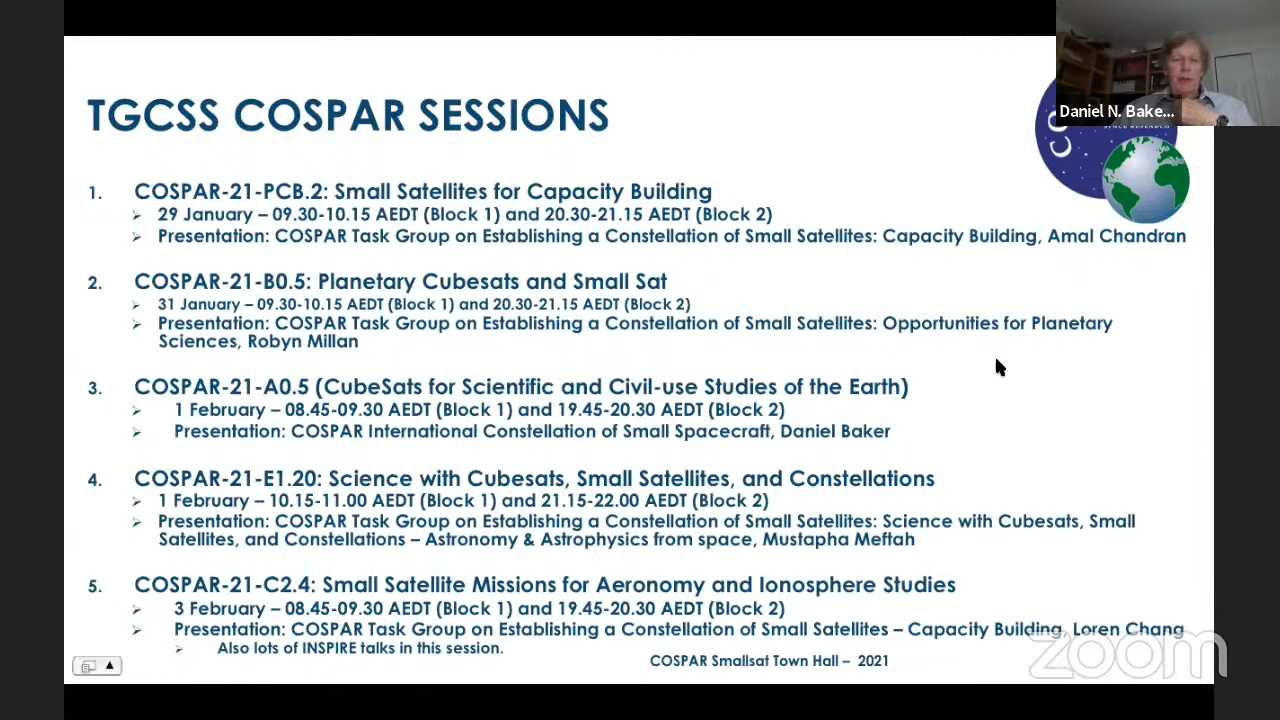 Daniel N. Bake...
TGCSS COSPAR SESSIONS
1. COSPAR-21-PCB.2: Small Satellites for Capacity Building
29 January – 09.30-10.15 AEDT (Block 1) and 20.30-21.15 AEDT (Block 2)
Presentation: COSPAR Task Group on Establishing a Constellation of Small Satellites: Capacity Building, Amal Chandran
2. COSPAR-21-B0.5: Planetary Cubesats and Small Sat
31 January – 09.30-10.15 AEDT (Block 1) and 20.30-21.15 AEDT (Block 2)
Presentation: COSPAR Task Group on Establishing a Constellation of Small Satellites: Opportunities for Planetary
Sciences, Robyn Millan
3. COSPAR-21-A0.5 (CubeSats for Scientific and Civil-use Studies of the Earth)
1 February – 08.45-09.30 AEDT (Block 1) and 19.45-20.30 AEDT (Block 2)
Presentation: COSPAR International Constellation of Small Spacecraft, Daniel Baker
4. COSPAR-21-E1.20: Science with Cubesats, Small Satellites, and Constellations
1 February – 10.15-11.00 AEDT (Block 1) and 21.15-22.00 AEDT (Block 2)
Presentation: COSPAR Task Group on Establishing a Constellation of Small Satellites: Science with Cubesats, Small
Satellites, and Constellations – Astronomy & Astrophysics from space, Mustapha Meftah
5. COSPAR-21-C2.4: Small Satellite Missions for Aeronomy and Ionosphere Studies
3 February – 08.45-09.30 AEDT (Block 1) and 19.45-20.30 AEDT (Block 2)
Presentation: COSPAR Task Group on Establishing a Constellation of Small Satellites – Capacity Building, Loren Chang
Also lots of INSPIRE talks in this session.
COSPAR Smallsat Town Hall – 2021
zoom